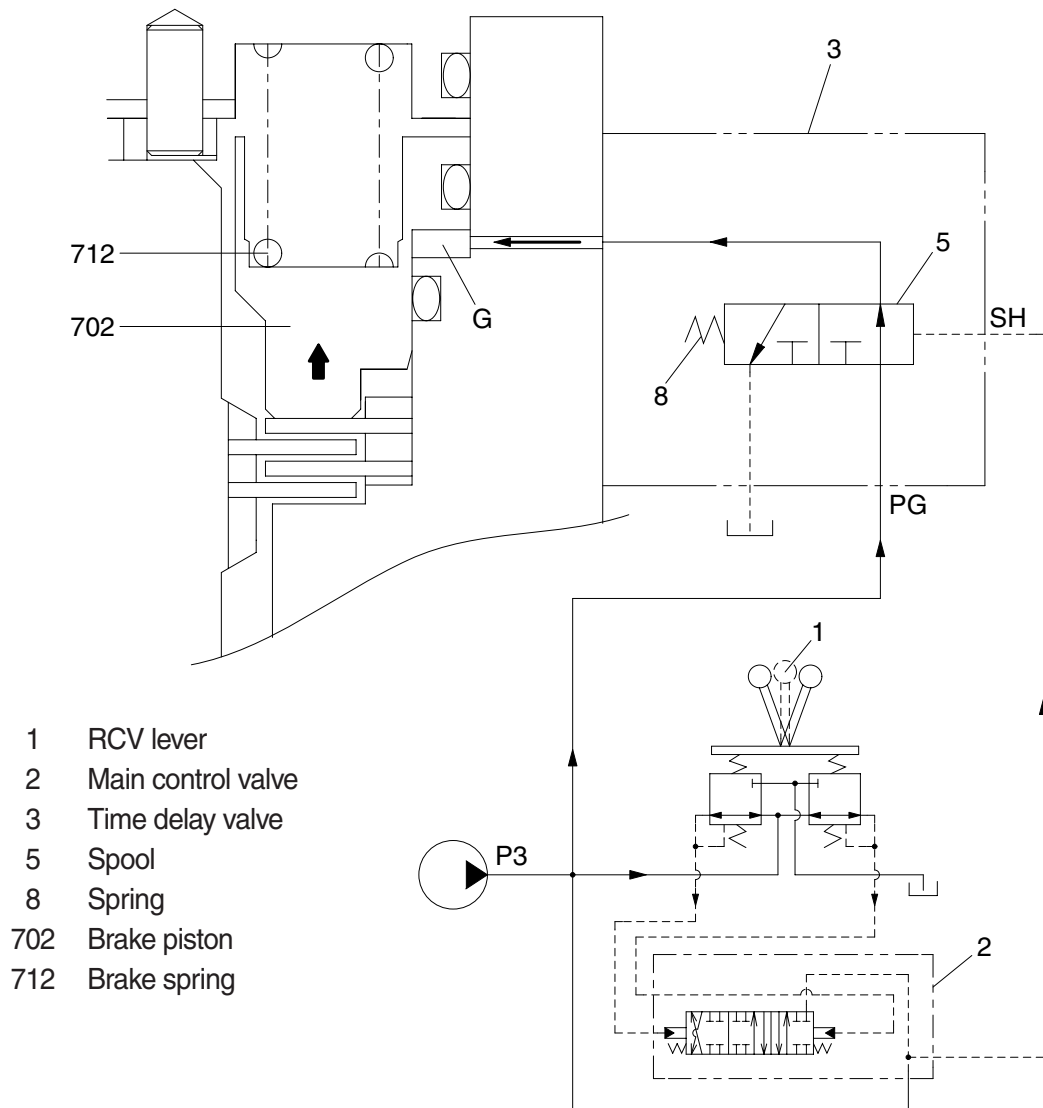 3
712
702
G
5
SH
8
PG
1
1 RCV lever
2 Main control valve
3 Time delay valve
5 Spool
8 Spring
702 Brake piston
712 Brake spring
P3
2